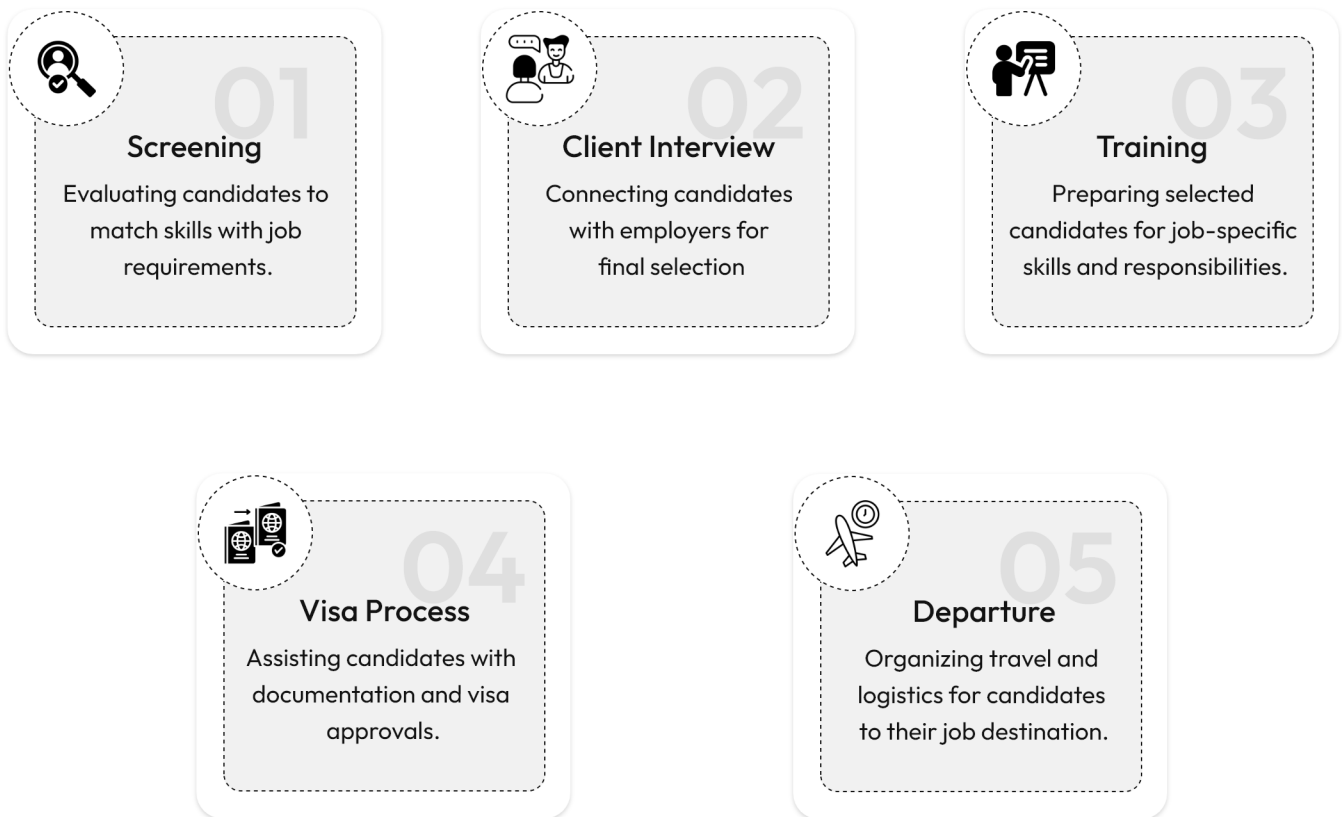 01
Screening
Evaluating candidates to
match skills with job
requirements.
02
Client Interview
Connecting candidates
with employers for
final selection
03
Training
Preparing selected
candidates for job-specific
skills and responsibilities.
04
Visa Process
Assisting candidates with
documentation and visa
approvals.
05
Departure
Organizing travel and
logistics for candidates
to their job destination.